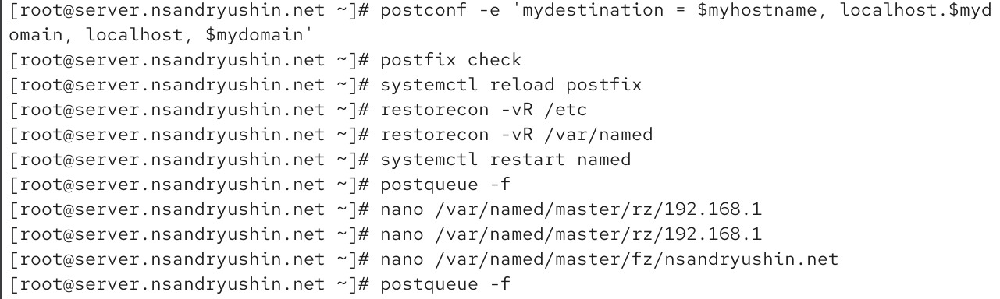 [root@server.nsandryushin.net ~]# postconf -e 'mydestination = $myhostname, localhost.$myd
omain, localhost, $mydomain'
[root@server.nsandryushin.net ~]# postfix check
[root@server.nsandryushin.net ~]# systemctl reload postfix
[root@server.nsandryushin.net ~]# restorecon -vR /etc
[root@server.nsandryushin.net ~]# restorecon -vR /var/named
[root@server.nsandryushin.net ~]# systemctl restart named
[root@server.nsandryushin.net ~]# postqueue -f
[root@server.nsandryushin.net ~]# nano /var/named/master/rz/192.168.1
[root@server.nsandryushin.net ~]# nano /var/named/master/rz/192.168.1
[root@server.nsandryushin.net ~]# nano /var/named/master/fz/nsandryushin.net
[root@server.nsandryushin.net ~]# postqueue -f